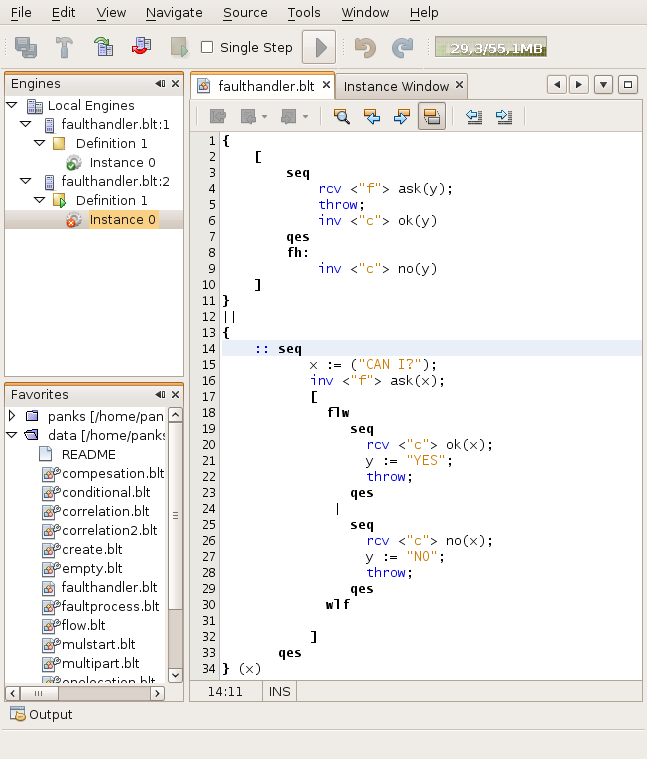 File Edit View Navigate Source Tools Window Help
Single Step 29,3/55,1MB
Engines
Local Engines
faulthandler.blt:1
Definition 1
Instance 0
faulthandler.blt:2
Definition 1
Instance 0
Favorites
panks [/home/pan
data [/home/panks
README
compesation.blt
conditional.blt
correlation.blt
correlation2.blt
create.blt
empty.blt
faulthandler.blt
faultprocess.blt
flow.blt
mulstart.blt
multipart.blt
onelocation.blt
faulthandler.blt Instance Window
1 {
2 [
3 seq
4 rcv <"f"> ask(y);
5 throw;
6 inv <"c"> ok(y)
7 qes
8 fh:
9 inv <"c"> no(y)
10 ]
11 }
12 ||
13 {
14 :: seq
15 x := ("CAN I?");
16 inv <"f"> ask(x);
17 [
18 flw
19 seq
20 rcv <"c"> ok(x);
21 y := "YES";
22 throw;
23 qes
24 |
25 seq
26 rcv <"c"> no(x);
27 y := "NO";
28 throw;
29 qes
30 wlf
31
32 ]
33 qes
34 } (x)
14:11 INS
Output